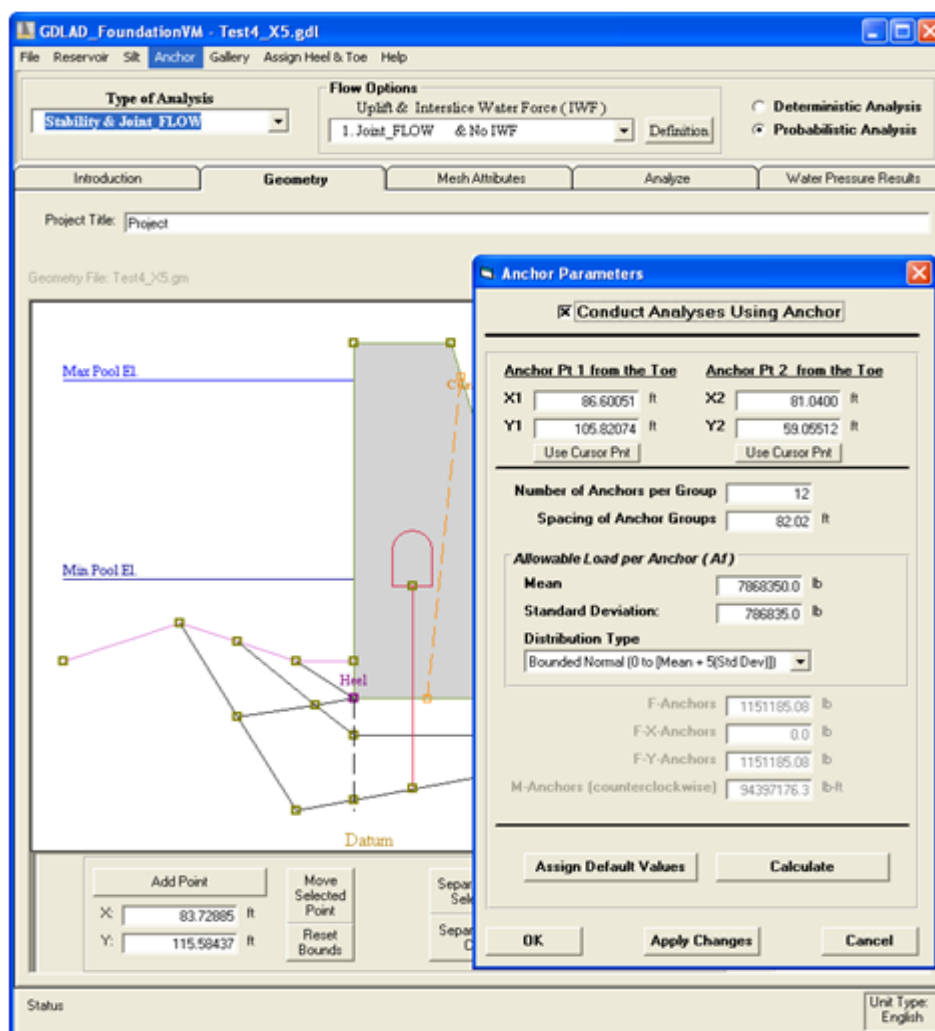 GDLAD_FoundationVM - Test4_X5.gdl
File Reservoir Silt Anchor Gallery Assign Heel & Toe Help
Type of Analysis
Stability & Joint_FLOW
Flow Options
Uplift & Interslice Water Force ( IWF )
1. Joint_FLOW & No IWF
Definition
Deterministic Analysis
Probabilistic Analysis
Introduction Geometry Mesh Attributes Analyze Water Pressure Results
Project Title: Project
Geometry File: Test4_X5.gm
Max Pool El.
Min Pool El.
Heel
Datum
Add Point
X: 83.72885 ft
Y: 115.58437 ft
Move
Selected
Point
Reset
Bounds
Anchor Parameters
Conduct Analyses Using Anchor
Anchor Pt 1 from the Toe Anchor Pt 2 from the Toe
X1 86.60051 ft X2 81.0400 ft
Y1 105.82074 ft Y2 59.05512 ft
Use Cursor Pnt Use Cursor Pnt
Number of Anchors per Group 12
Spacing of Anchor Groups 82.02 ft
Allowable Load per Anchor ( Af )
Mean 7868350.0 lb
Standard Deviation: 786835.0 lb
Distribution Type
Bounded Normal (0 to [Mean + 5(Std Dev)])
F-Anchors 1151185.08 lb
F-X-Anchors 0.0 lb
F-Y-Anchors 1151185.08 lb
M-Anchors (counterclockwise) 94397176.3 lb-ft
Assign Default Values Calculate
OK Apply Changes Cancel
Status
Unit Type:
English